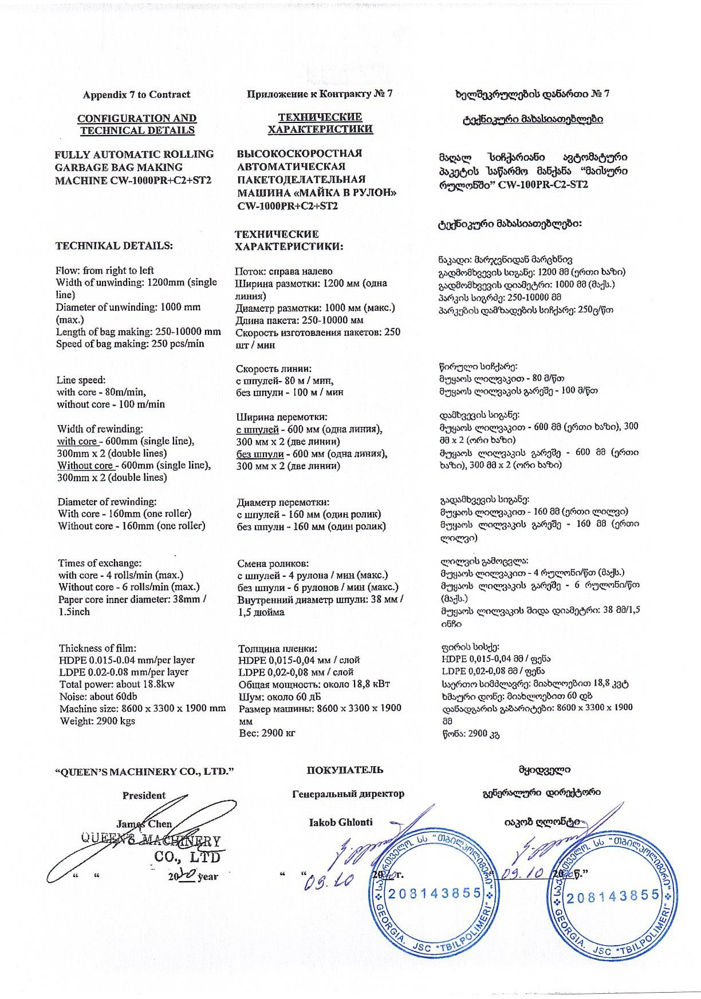 Appendix 7 to Contract
CONFIGURATION AND
TECHNICAL DETAILS
FULLY AUTOMATIC ROLLING
GARBAGE BAG MAKING
MACHINE CW-1000PR+C2+ST2
TECHNIKAL DETAILS:
Flow: from right to left
Width of unwinding: 1200mm (single
line)
Diameter of unwinding: 1000 mm
(max.)
Length of bag making: 250-10000 mm
Speed of bag making: 250 pcs/min
Line speed:
with core - 80m/min,
without core - 100 m/min
Width of rewinding:
with core - 600mm (single line),
300mm x 2 (double lines)
Without core - 600mm (single line),
300mm x 2 (double lines)
Diameter of rewinding:
With core - 160mm (one roller)
Without core - 160mm (one roller)
Times of exchange:
with core - 4 rolls/min (max.)
Without core - 6 rolls/min (max.)
Paper core inner diameter: 38mm /
1.5inch
Thickness of film:
HDPE 0.015-0.04 mm/per layer
LDPE 0.02-0.08 mm/per layer
Total power: about 18.8kw
Noise: about 60db
Machine size: 8600 x 3300 x 1900 mm
Weight: 2900 kgs
“QUEEN’S MACHINERY CO., LTD.”
President
James Chen
QUEEN'S MACHINERY
CO., LTD
“ “ 2020 year
Приложение к Контракту № 7
ТЕХНИЧЕСКИЕ
ХАРАКТЕРИСТИКИ
ВЫСОКОСКОРОСТНАЯ
АВТОМАТИЧЕСКАЯ
ПАКЕТОДЕЛАТЕЛЬНАЯ
МАШИНА «МАЙКА В РУЛОН»
CW-1000PR+C2+ST2
ТЕХНИЧЕСКИЕ
ХАРАКТЕРИСТИКИ:
Поток: справа налево
Ширина размотки: 1200 мм (одна
линия)
Диаметр размотки: 1000 мм (макс.)
Длина пакета: 250-10000 мм
Скорость изготовления пакетов: 250
шт / мин
Скорость линии:
с шпулей- 80 м / мин,
без шпули - 100 м / мин
Ширина перемотки:
с шпулей - 600 мм (одна линия),
300 мм x 2 (две линии)
без шпули - 600 мм (одна линия),
300 мм x 2 (две линии)
Диаметр перемотки:
с шпулей - 160 мм (один ролик)
без шпули - 160 мм (один ролик)
Смена роликов:
с шпулей - 4 рулона / мин (макс.)
без шпули - 6 рулонов / мин (макс.)
Внутренний диаметр шпули: 38 мм /
1,5 дюйма
Толщина пленки:
HDPE 0,015-0,04 мм / слой
LDPE 0,02-0,08 мм / слой
Общая мощность: около 18,8 кВт
Шум: около 60 дБ
Размер машины: 8600 x 3300 x 1900
мм
Вес: 2900 кг
ПОКУПАТЕЛЬ
Генеральный директор
Iakob Ghlonti
“ “ 09.10 2020 г.
საქართველო. სს "თბილპოლიმერი"
208143855
GEORGIA. JSC "TBILPOLIMERI"
ხელშეკრულების დანართი № 7
ტექნიკური მახასიათებლები
მაღალ სიჩქარიანი ავტომატური
პაკეტის საწარმო მანქანა “მაისური
რულონში” CW-100PR-C2-ST2
ტექნიკური მახასიათებლები:
ნაკადი: მარჯვნიდან მარცხნივ
გადმომხვევის სიგანე: 1200 მმ (ერთი ხაზი)
გადმომხვევის დიამეტრი: 1000 მმ (მაქს.)
პარკის სიგრძე: 250-10000 მმ
პარკების დამზადების სიჩქარე: 250ც/წთ
წირული სიჩქარე:
მუყაოს ლილვაკით - 80 მ/წთ
მუყაოს ლილვაკის გარეშე - 100 მ/წთ
დამხვევის სიგანე:
მუყაოს ლილვაკით - 600 მმ (ერთი ხაზი), 300
მმ x 2 (ორი ხაზი)
მუყაოს ლილვაკის გარეშე - 600 მმ (ერთი
ხაზი), 300 მმ x 2 (ორი ხაზი)
გადამხვევის სიგანე:
მუყაოს ლილვაკით - 160 მმ (ერთი ლილვი)
მუყაოს ლილვაკის გარეშე - 160 მმ (ერთი
ლილვი)
ლილვის გამოცვლა:
მუყაოს ლილვაკით - 4 რულონი/წთ (მაქს.)
მუყაოს ლილვაკის გარეშე - 6 რულონი/წთ
(მაქს.)
მუყაოს ლილვაკის შიდა დიამეტრი: 38 მმ/1,5
ინჩი
ფირის სისქე:
HDPE 0,015-0,04 მმ / ფენა
LDPE 0,02-0,08 მმ / ფენა
საერთო სიმძლავრე: მიახლოებით 18,8 კვტ
ხმაური დონე: მიახლოებით 60 დბ
დანადგარის გაბარიტები: 8600 x 3300 x 1900
მმ
წონა: 2900 კგ
მყიდველი
გენერალური დირექტორი
იაკობ ღლონტი
“ 09.10 2020 წ.”
საქართველო. სს "თბილპოლიმერი"
208143855
GEORGIA. JSC "TBILPOLIMERI"